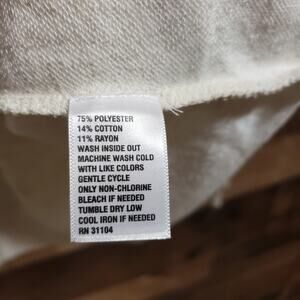 75% POLYESTER
14% COTTON
11% RAYON
WASH INSIDE OUT
MACHINE WASH COLD
WITH LIKE COLORS
GENTLE CYCLE
ONLY NON-CHLORINE
BLEACH IF NEEDED
TUMBLE DRY LOW
COOL IRON IF NEEDED
RN 31104